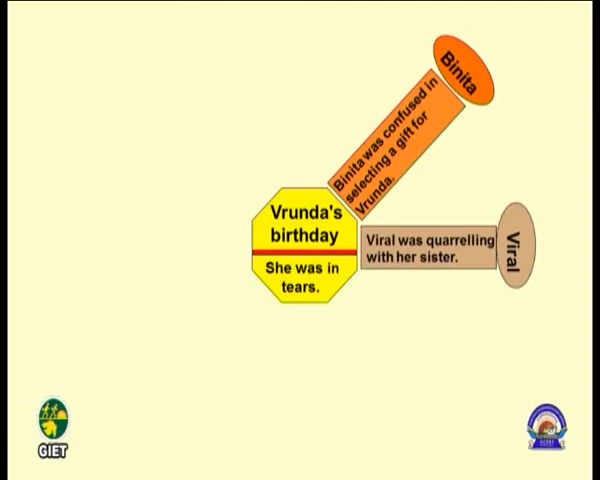 Binita
Binita was confused in
selecting a gift for
Vrunda.
Vrunda's
birthday
She was in
tears.
Viral was quarrelling
with her sister.
Viral
GIET